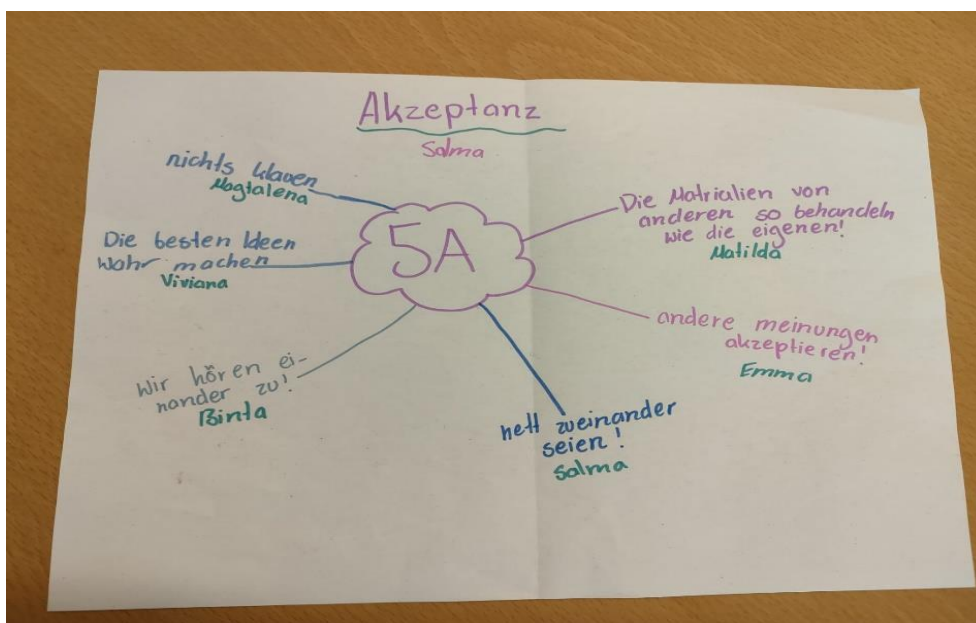 Akzeptanz
Salma
nichts klauen
Magtalena
Die besten Ideen
Wahr machen
Viviana
Wir hören ei-
nander zu!
Binta
5A
Die Matrialien von
anderen so behandeln
wie die eigenen!
Matilda
andere meinungen
akzeptieren!
Emma
nett zueinander
seien!
Salma